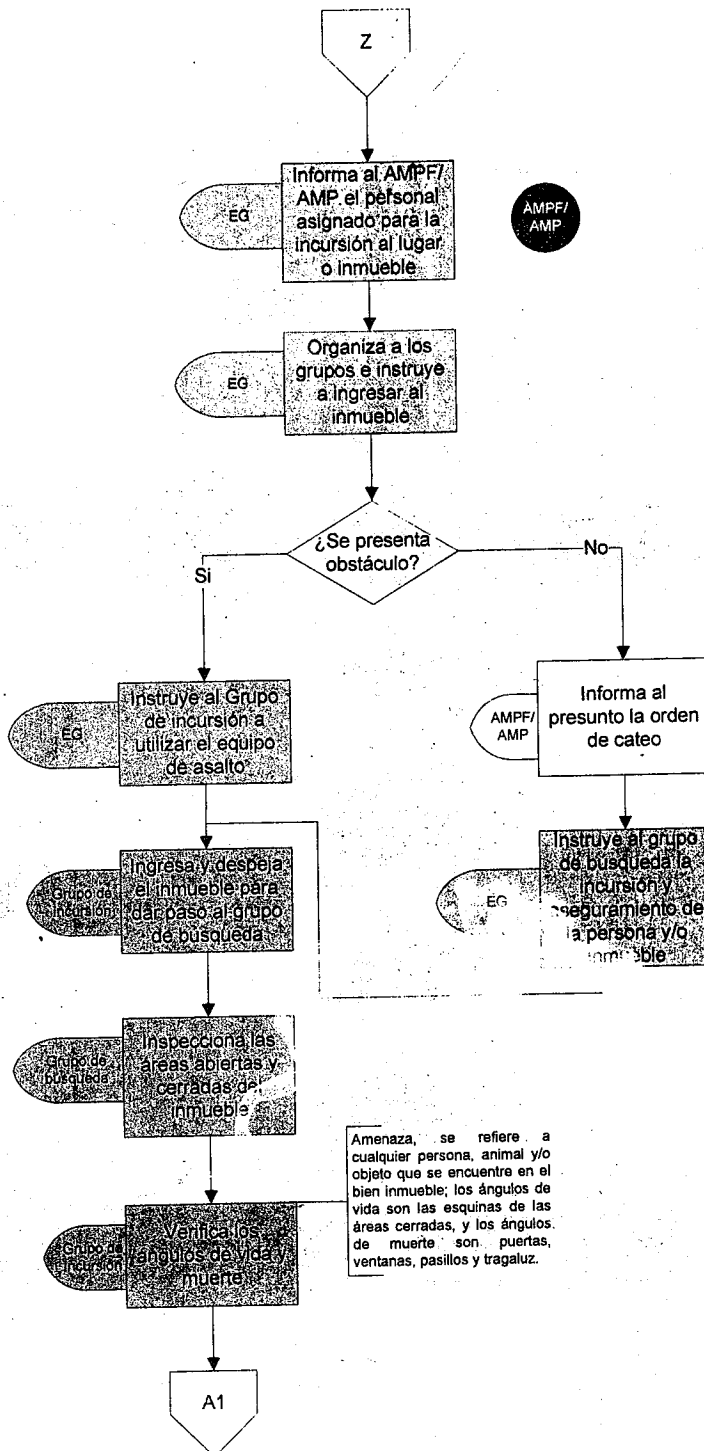 Z
EG
Informa al AMPF/
AMP el personal
asignado para la
incursión al lugar
o inmueble
AMPF/
AMP
EG
Organiza a los
grupos e instruye
a ingresar al
inmueble
¿Se presenta
obstáculo?
Si
No
EG
Instruye al Grupo
de incursión a
utilizar el equipo
de asalto
AMPF/
AMP
Informa al
presunto la orden
de cateo
Grupo de
incursión
Ingresa y despeja
el inmueble para
dar paso al grupo
de búsqueda
EG
Instruye al grupo
de búsqueda la
incursión y
aseguramiento de
la persona y/o
inmueble
Grupo de
búsqueda
Inspecciona las
áreas abiertas y
cerradas del
inmueble
Grupo de
incursión
Verifica los
ángulos de vida y
muerte
Amenaza, se refiere a
cualquier persona, animal y/o
objeto que se encuentre en el
bien inmueble; los ángulos de
vida son las esquinas de las
áreas cerradas, y los ángulos
de muerte son puertas,
ventanas, pasillos y tragaluz.
A1